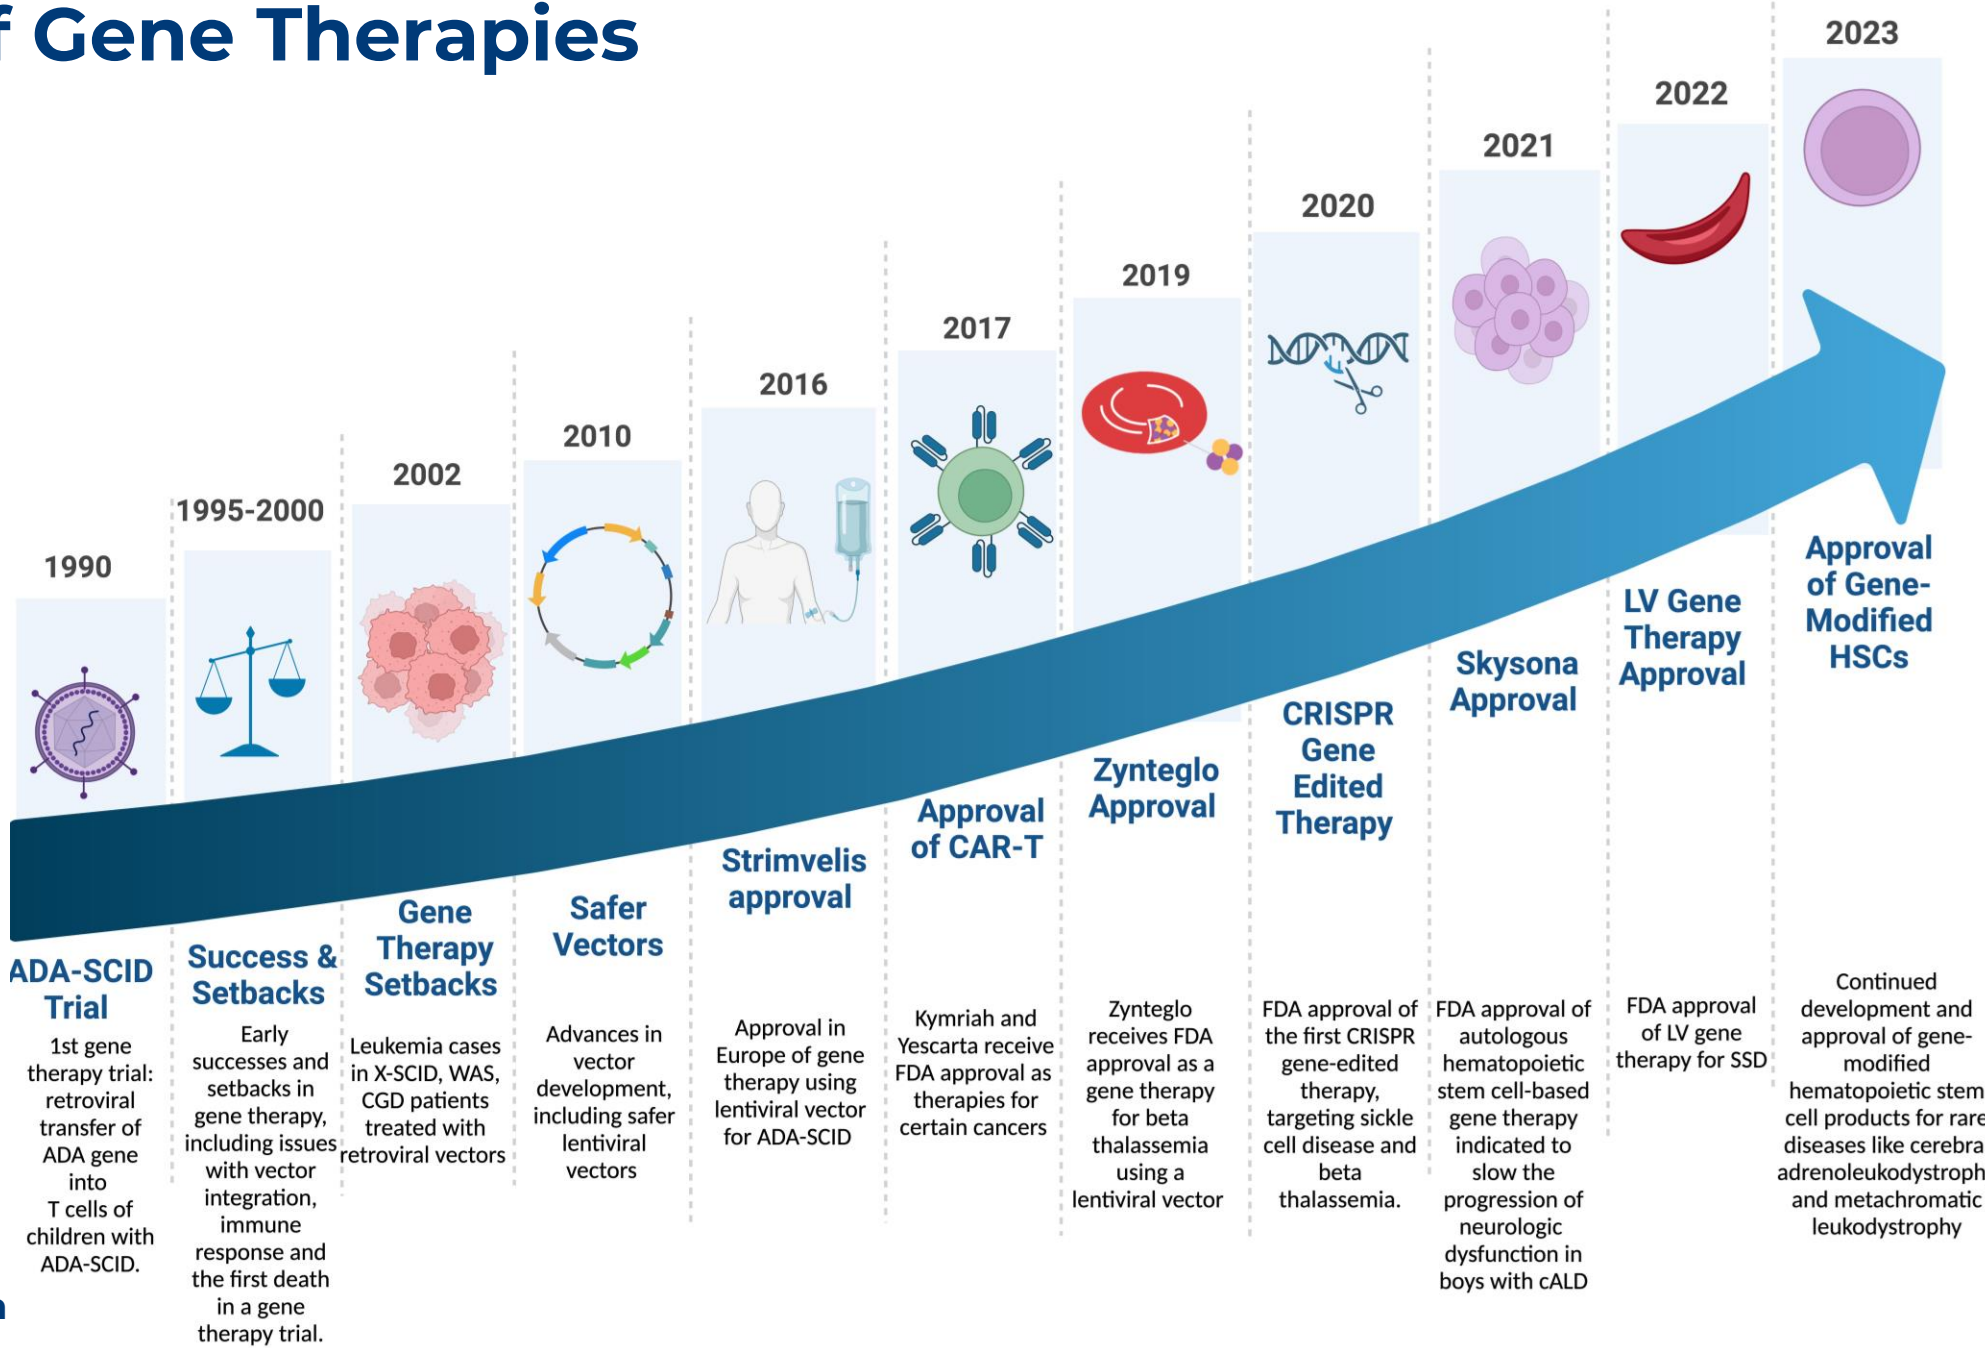 f Gene Therapies
1990
ADA-SCID
Trial
1st gene
therapy trial:
retroviral
transfer of
ADA gene
into
T cells of
children with
ADA-SCID.
1995-2000
Success &
Setbacks
Early
successes and
setbacks in
gene therapy,
including issues
with vector
integration,
immune
response and
the first death
in a gene
therapy trial.
2002
Gene
Therapy
Setbacks
Leukemia cases
in X-SCID, WAS,
CGD patients
treated with
retroviral vectors
2010
Safer
Vectors
Advances in
vector
development,
including safer
lentiviral
vectors
2016
Strimvelis
approval
Approval in
Europe of gene
therapy using
lentiviral vector
for ADA-SCID
2017
Approval
of CAR-T
Kymriah and
Yescarta receive
FDA approval as
therapies for
certain cancers
2019
Zynteglo
Approval
Zynteglo
receives FDA
approval as a
gene therapy
for beta
thalassemia
using a
lentiviral vector
2020
CRISPR
Gene
Edited
Therapy
FDA approval of
the first CRISPR
gene-edited
therapy,
targeting sickle
cell disease and
beta
thalassemia.
2021
Skysona
Approval
FDA approval of
autologous
hematopoietic
stem cell-based
gene therapy
indicated to
slow the
progression of
neurologic
dysfunction in
boys with cALD
2022
LV Gene
Therapy
Approval
FDA approval
of LV gene
therapy for SSD
2023
Approval
of Gene-
Modified
HSCs
Continued
development and
approval of gene-
modified
hematopoietic stem
cell products for rare
diseases like cerebra
adrenoleukodystroph
and metachromatic
leukodystrophy